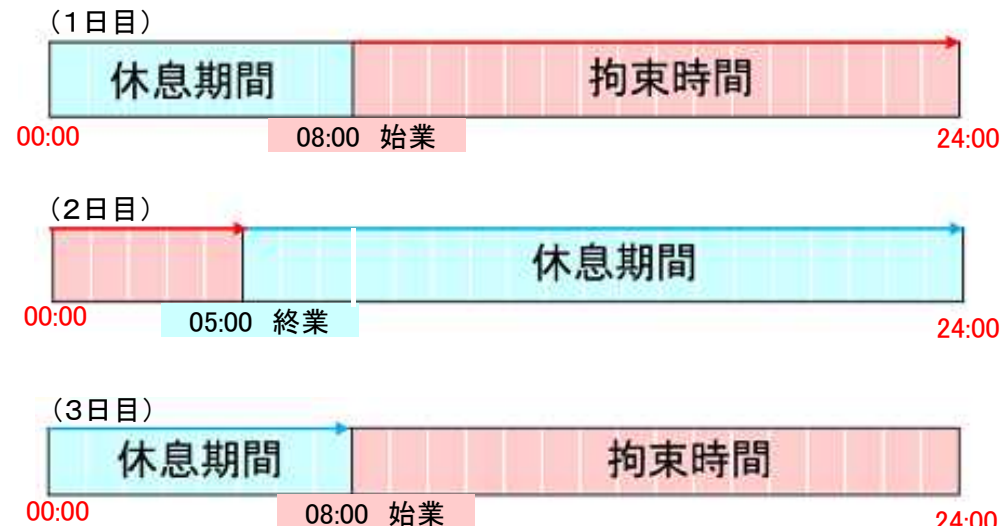 （１日目）
休息期間 拘束時間
00:00 08:00 始業 24:00
（２日目）
休息期間
00:00 05:00 終業 24:00
（３日目）
休息期間 拘束時間
00:00 08:00 始業 24:00